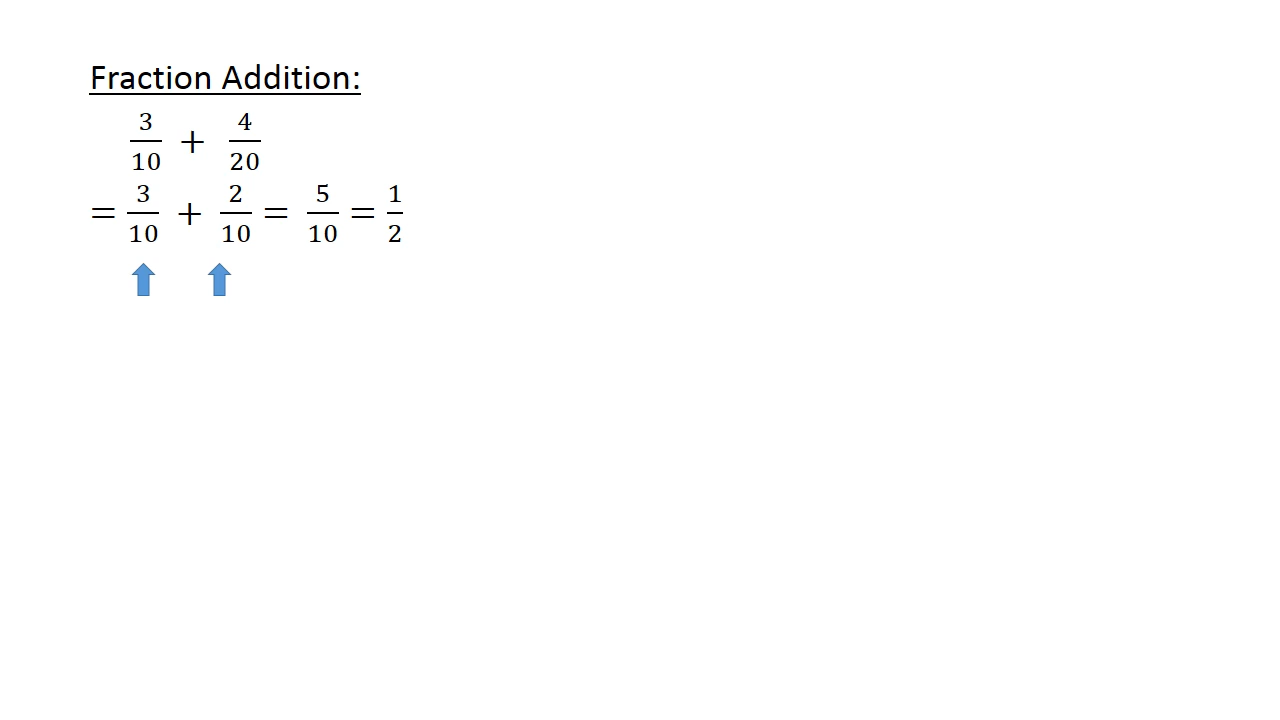 Fraction Addition:
3/10 + 4/20
= 3/10 + 2/10 = 5/10 = 1/2